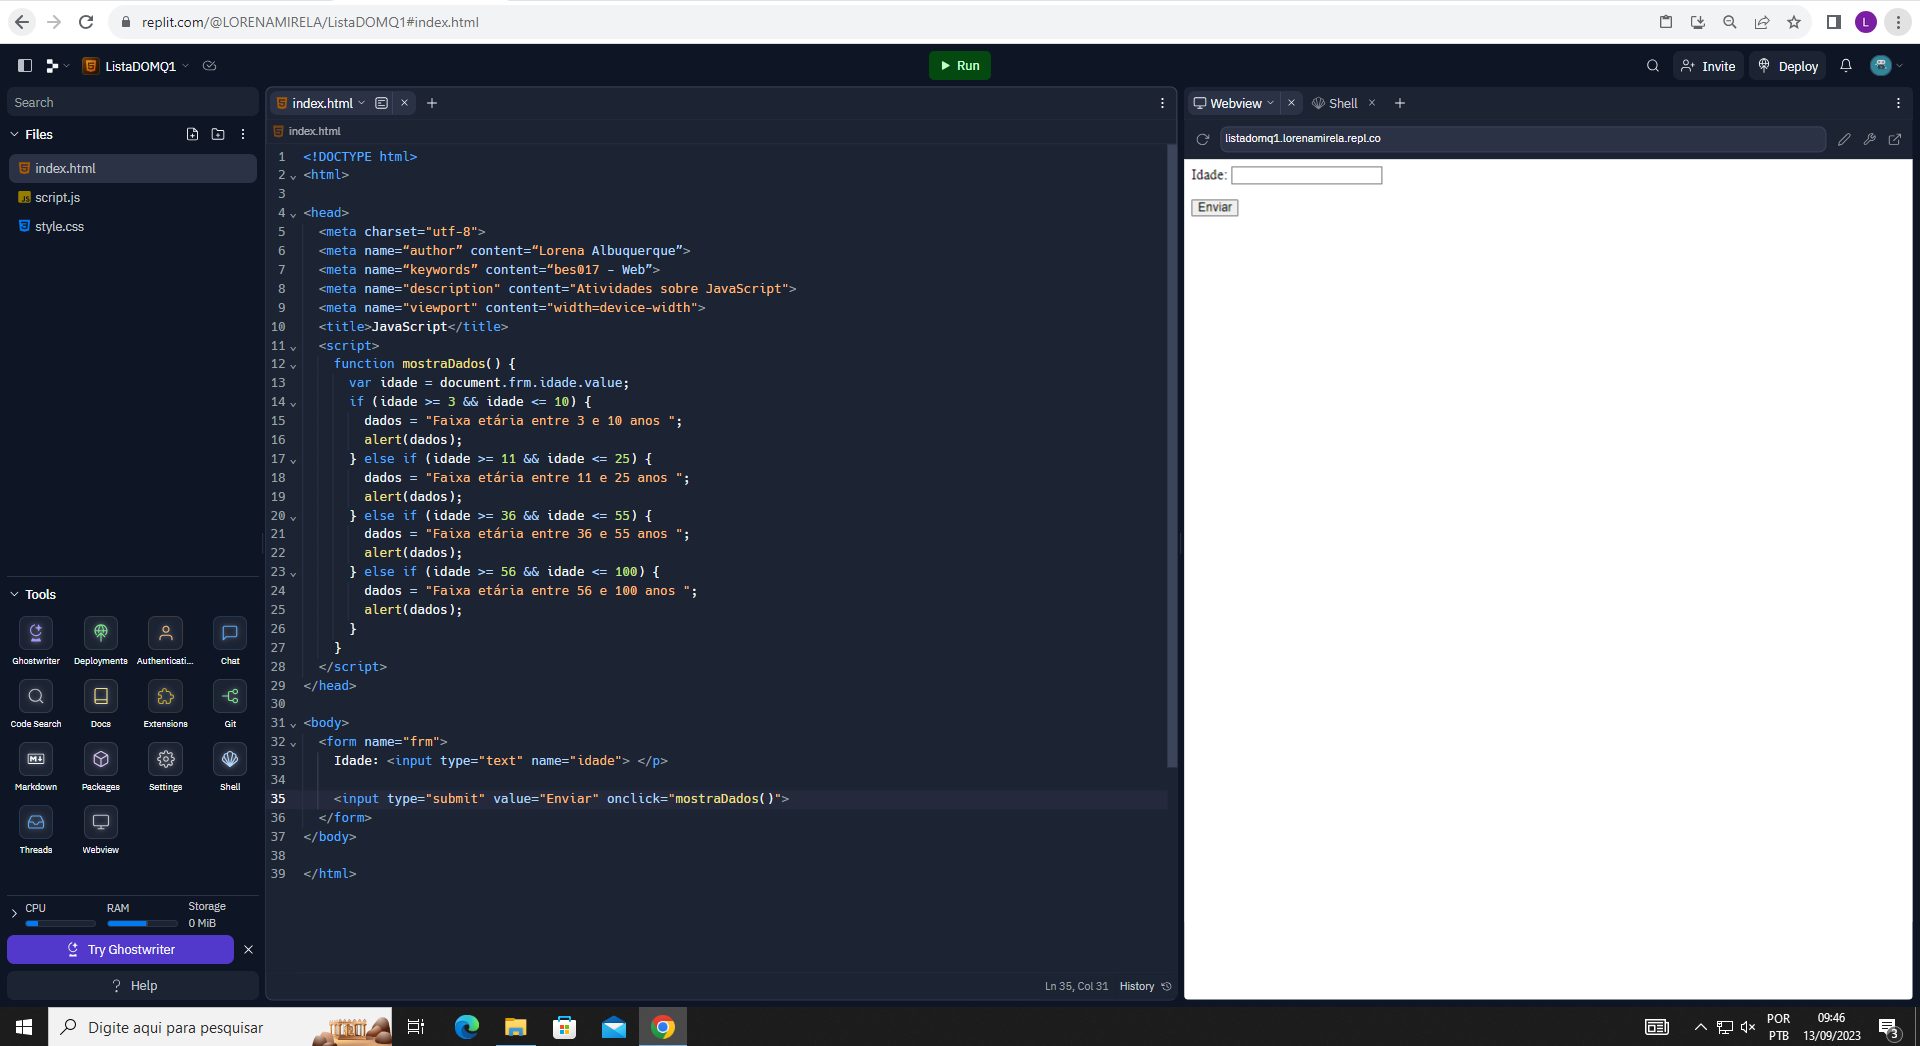 replit.com/@LORENAMIRELA/ListaDOMQ1#index.html
L
ListaDOMQ1
Run
Invite
Deploy
Search
Files
index.html
script.js
style.css
Tools
Ghostwriter
Deployments
Authenticati...
Chat
Code Search
Docs
Extensions
Git
Markdown
Packages
Settings
Shell
Threads
Webview
CPU
RAM
Storage
0 MiB
Try Ghostwriter
? Help
index.html
index.html
1 <!DOCTYPE html>
2 <html>
3
4 <head>
5 <meta charset="utf-8">
6 <meta name=“author” content=“Lorena Albuquerque”>
7 <meta name=“keywords” content=“bes017 - Web”>
8 <meta name="description" content="Atividades sobre JavaScript">
9 <meta name="viewport" content="width=device-width">
10 <title>JavaScript</title>
11 <script>
12 function mostraDados() {
13 var idade = document.frm.idade.value;
14 if (idade >= 3 && idade <= 10) {
15 dados = "Faixa etária entre 3 e 10 anos ";
16 alert(dados);
17 } else if (idade >= 11 && idade <= 25) {
18 dados = "Faixa etária entre 11 e 25 anos ";
19 alert(dados);
20 } else if (idade >= 36 && idade <= 55) {
21 dados = "Faixa etária entre 36 e 55 anos ";
22 alert(dados);
23 } else if (idade >= 56 && idade <= 100) {
24 dados = "Faixa etária entre 56 e 100 anos ";
25 alert(dados);
26 }
27 }
28 </script>
29 </head>
30
31 <body>
32 <form name="frm">
33 Idade: <input type="text" name="idade"> </p>
34
35 <input type="submit" value="Enviar" onclick="mostraDados()">
36 </form>
37 </body>
38
39 </html>
Ln 35, Col 31 History
Webview
Shell
listadomq1.lorenamirela.repl.co
Idade:
Enviar
Digite aqui para pesquisar
POR
PTB
09:46
13/09/2023
3